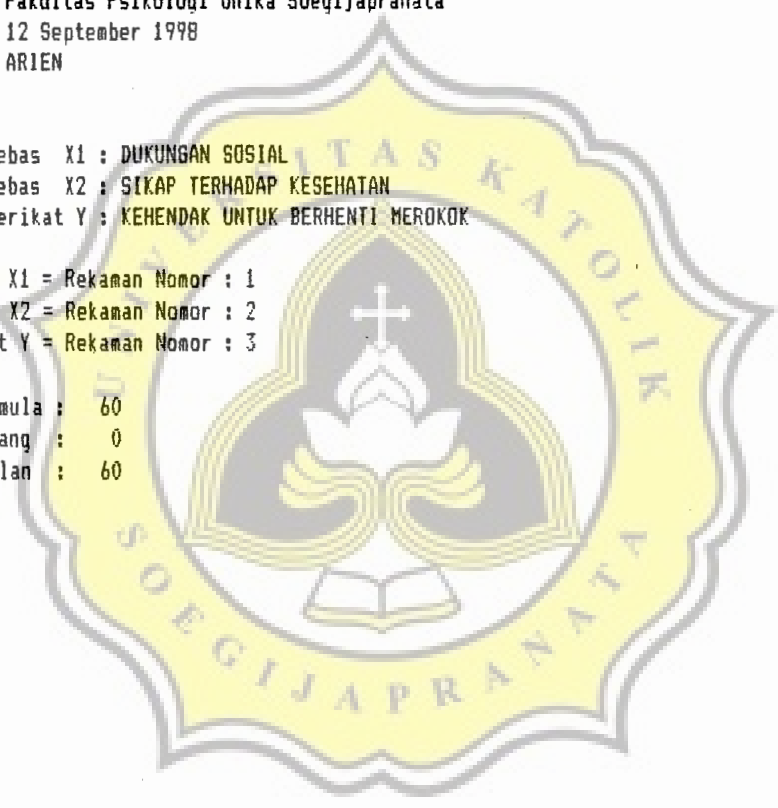 Fakultas Psikologi Unika Soegijapranata
12 September 1998
ARIEN
ebas X1 : DUKUNGAN SOSIAL
ebas X2 : SIKAP TERHADAP KESEHATAN
erikat Y : KEHENDAK UNTUK BERHENTI MEROKOK
X1 = Rekaman Nomor : 1
X2 = Rekaman Nomor : 2
t Y = Rekaman Nomor : 3
mula : 60
ang : 0
lan : 60
UNIVERSITAS KATOLIK
SOEGIJAPRANATA